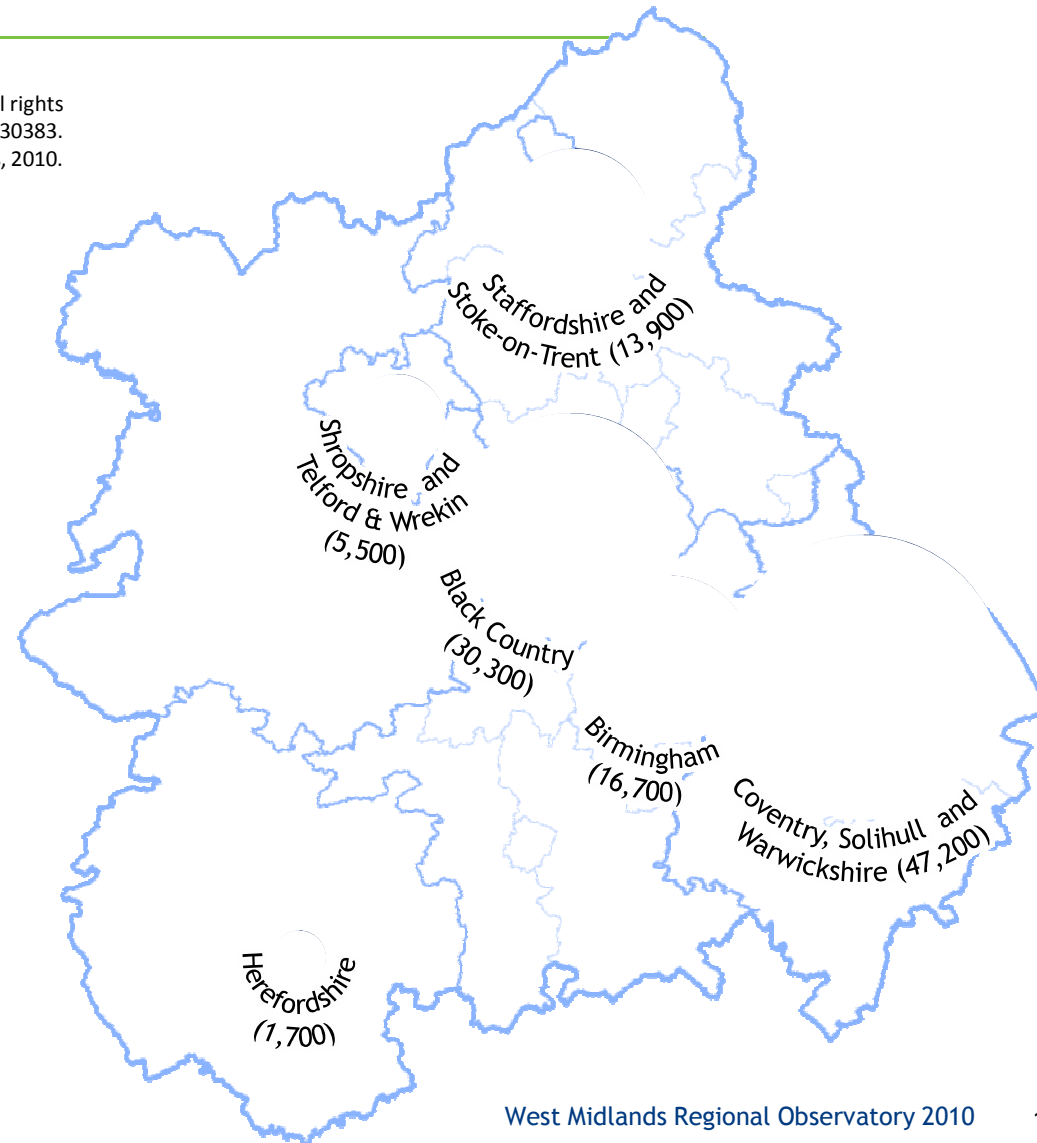 l rights
30383.
, 2010.
Staffordshire and
Stoke-on-Trent (13,900)
Shropshire and
Telford & Wrekin
(5,500)
Black Country
(30,300)
Birmingham
(16,700)
Coventry, Solihull and
Warwickshire (47,200)
Herefordshire
(1,700)
West Midlands Regional Observatory 2010